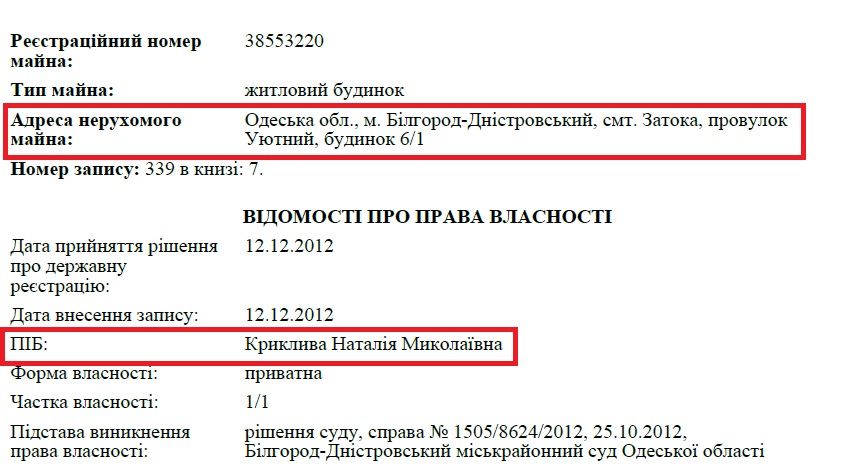 Реєстраційний номер 38553220
майна:
Тип майна: житловий будинок
Адреса нерухомого Одеська обл., м. Білгород-Дністровський, смт. Затока, провулок
майна: Уютний, будинок 6/1
Номер запису: 339 в книзі: 7.
ВІДОМОСТІ ПРО ПРАВА ВЛАСНОСТІ
Дата прийняття рішення 12.12.2012
про державну
реєстрацію:
Дата внесення запису: 12.12.2012
ПІБ: Криклива Наталія Миколаївна
Форма власності: приватна
Частка власності: 1/1
Підстава виникнення рішення суду, справа № 1505/8624/2012, 25.10.2012,
права власності: Білгород-Дністровський міськрайонний суд Одеської області